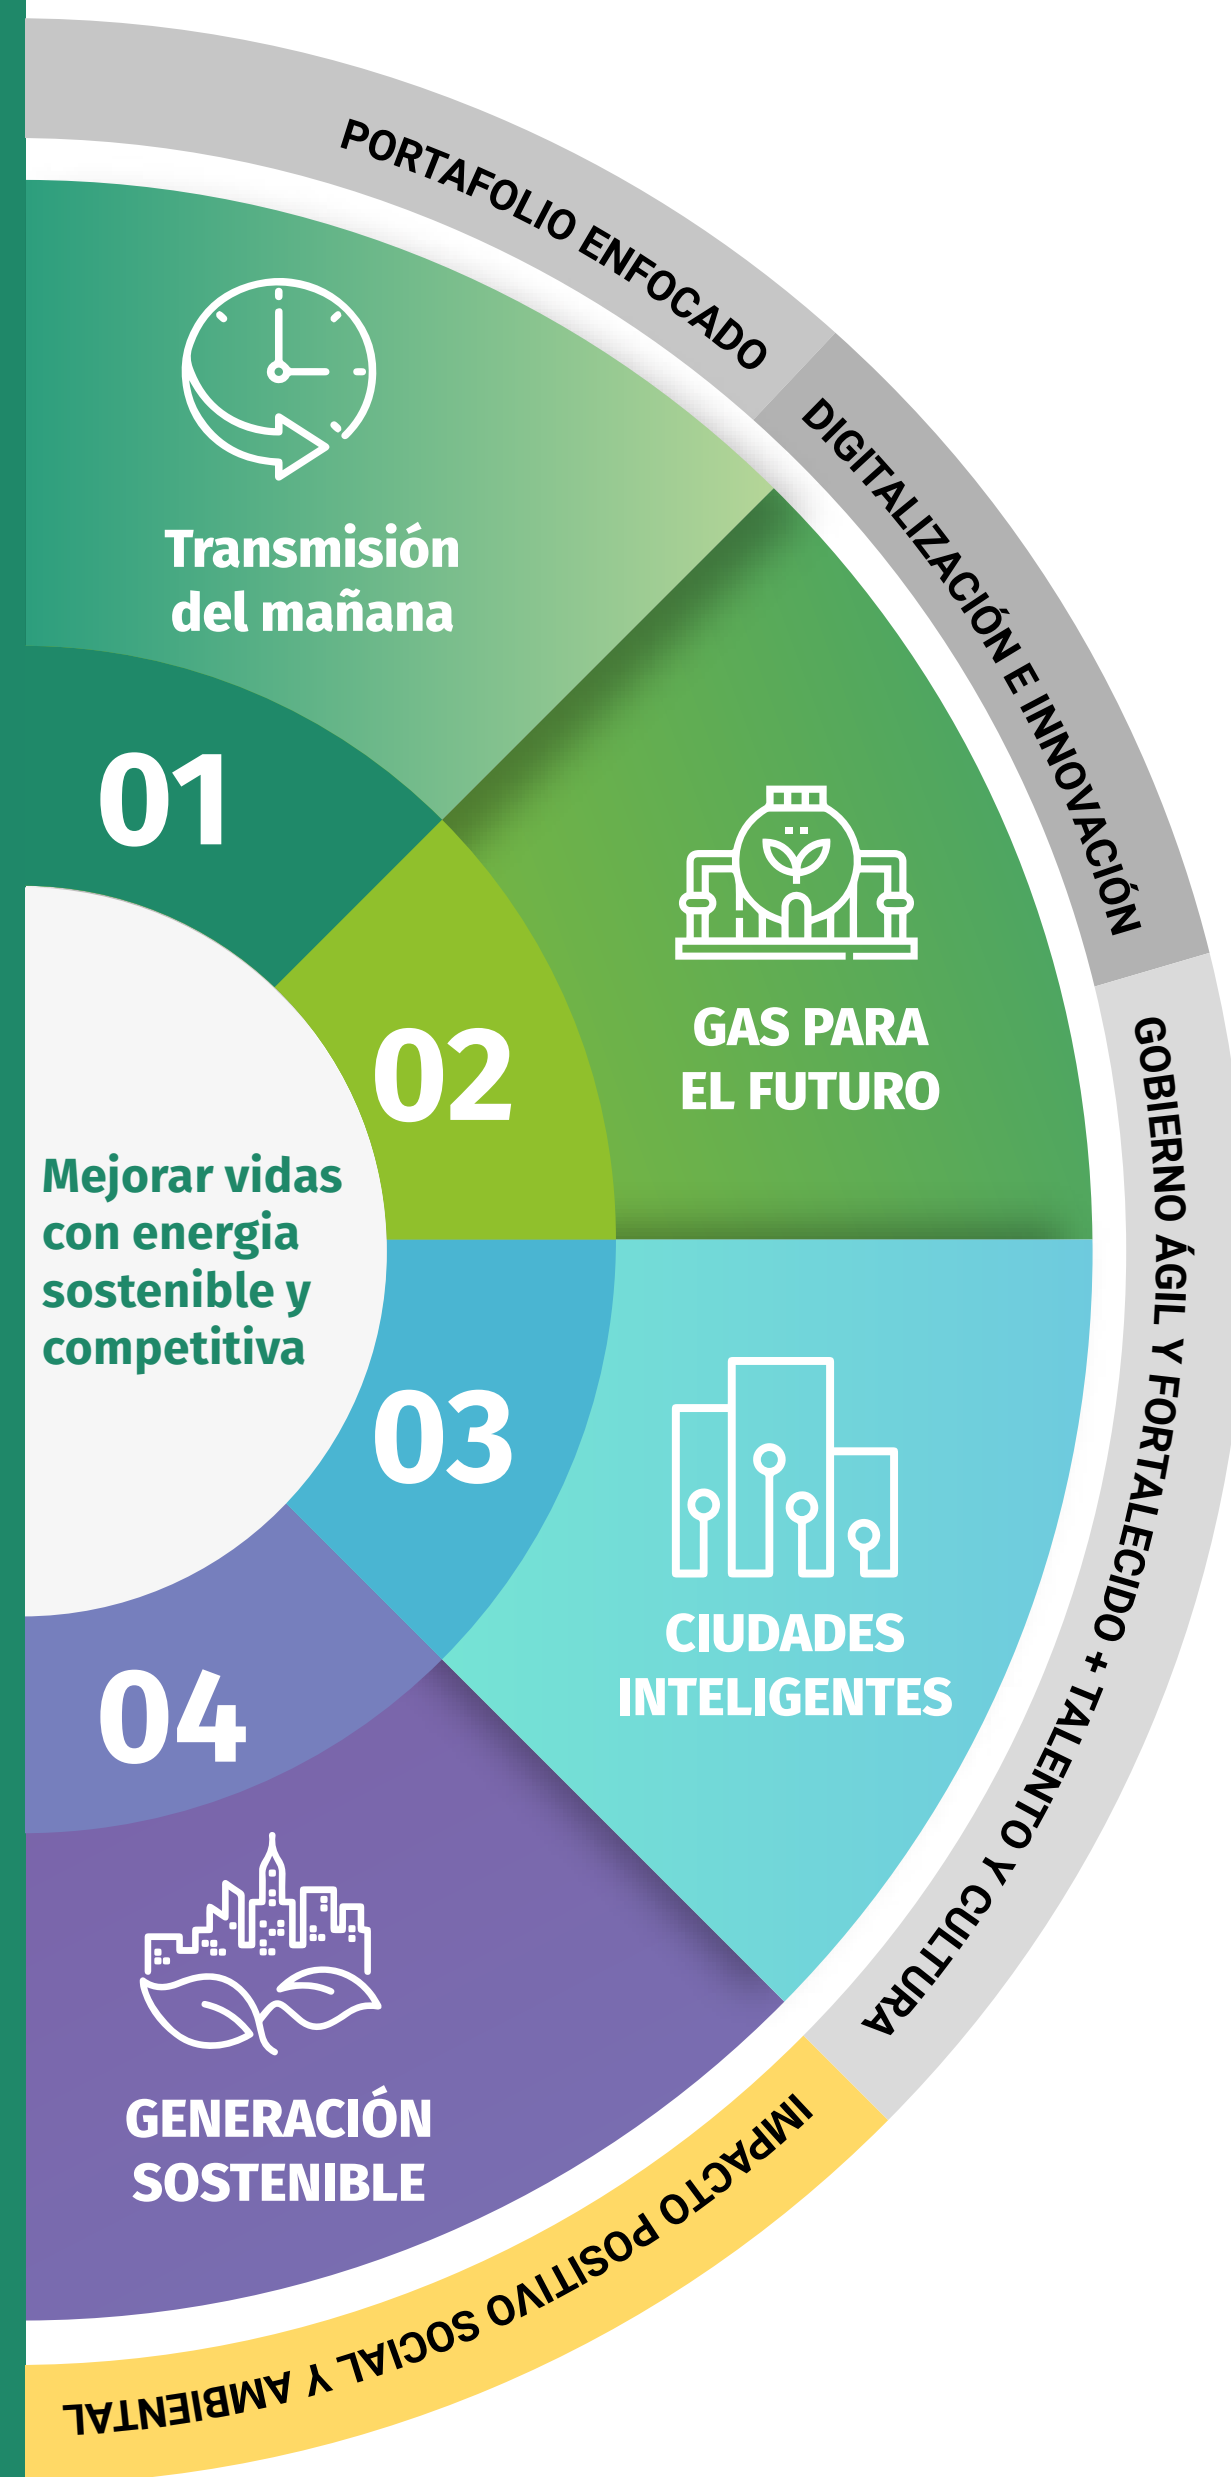 PORTAFOLIO ENFOCADO
DIGITALIZACIÓN E INNOVACIÓN
GOBIERNO ÁGIL Y FORTALECIDO + TALENTO Y CULTURA
IMPACTO POSITIVO SOCIAL Y AMBIENTAL
Transmisión
del mañana
01
GAS PARA
EL FUTURO
02
Mejorar vidas
con energia
sostenible y
competitiva
03
CIUDADES
INTELIGENTES
04
GENERACIÓN
SOSTENIBLE